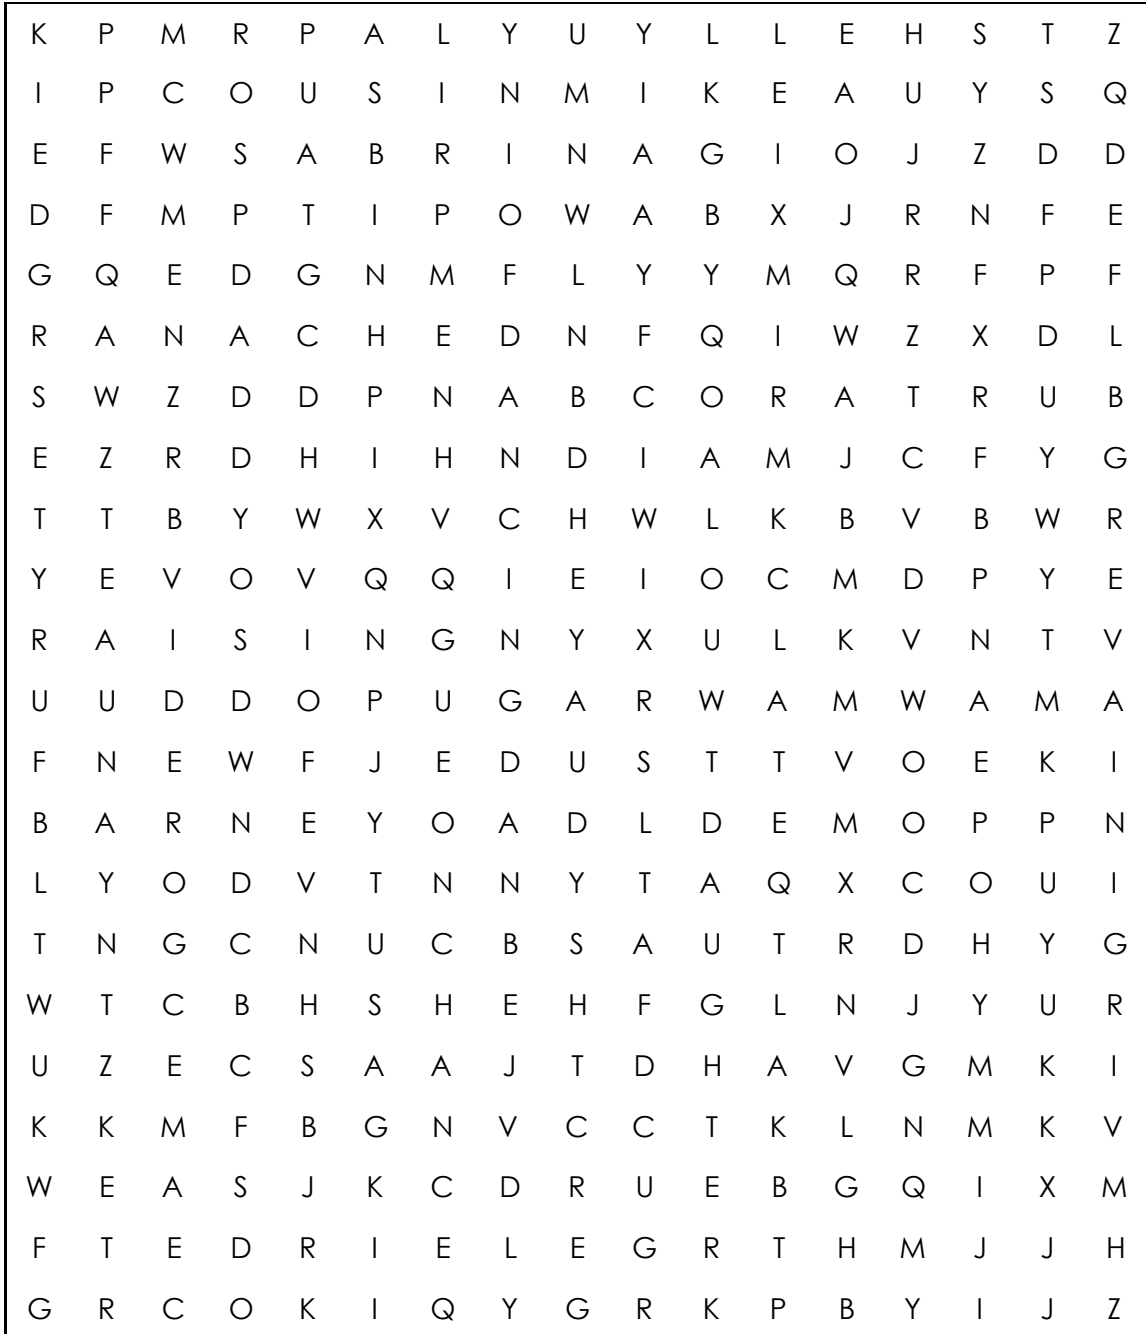 K P M R P A L Y U Y L L E H S T Z
I P C O U S I N M I K E A U Y S Q
E F W S A B R I N A G I O J Z D D
D F M P T I P O W A B X J R N F E
G Q E D G N M F L Y Y M Q R F P F
R A N A C H E D N F Q I W Z X D L
S W Z D D P N A B C O R A T R U B
E Z R D H I H N D I A M J C F Y G
T T B Y W X V C H W L K B V B W R
Y E V O V Q Q I E I O C M D P Y E
R A I S I N G N Y X U L K V N T V
U U D D O P U G A R W A M W A M A
F N E W F J E D U S T T V O E K I
B A R N E Y O A D L D E M O P P N
L Y O D V T N N Y T A Q X C O U I
T N G C N U C B S A U T R D H Y G
W T C B H S H E H F G L N J Y U R
U Z E C S A A J T D H A V G M K I
K K M F B G N V C C T K L N M K V
W E A S J K C D R U E B G Q I X M
F T E D R I E L E G R T H M J J H
G R C O K I Q Y G R K P B Y I J Z